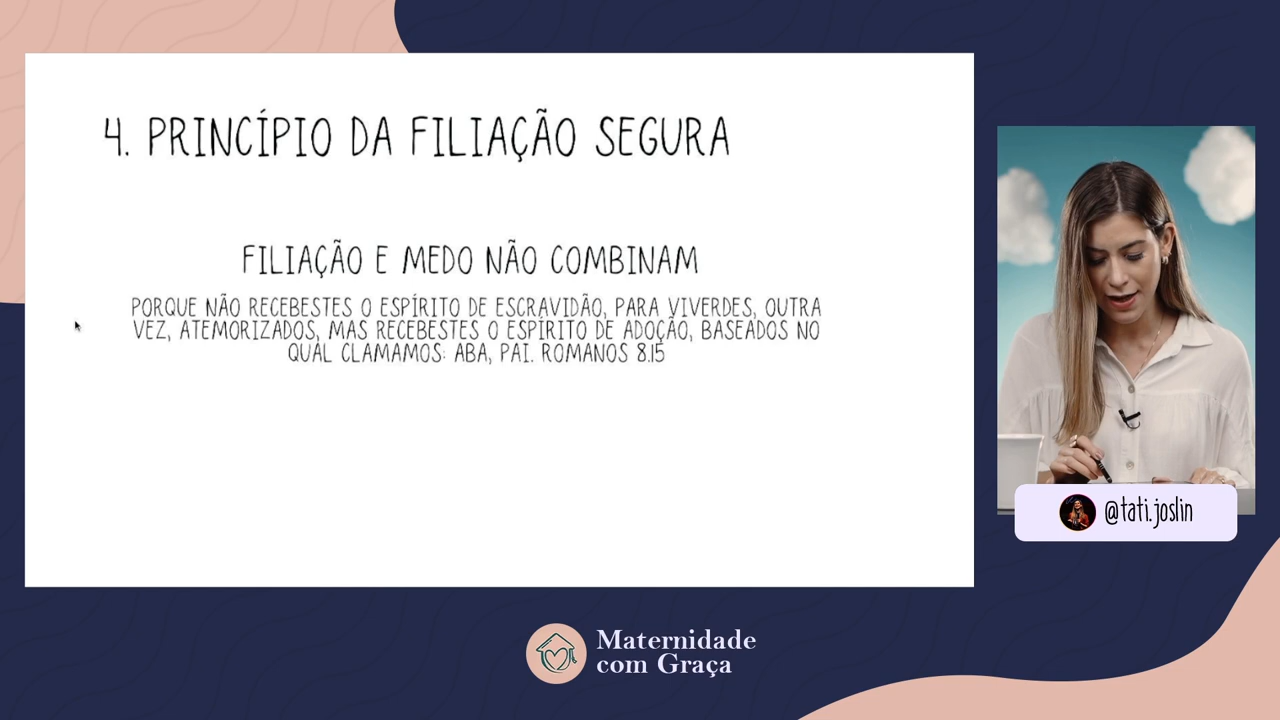 4. PRINCÍPIO DA FILIAÇÃO SEGURA
FILIAÇÃO E MEDO NÃO COMBINAM
PORQUE NÃO RECEBESTES O ESPÍRITO DE ESCRAVIDÃO, PARA VIVERDES, OUTRA
VEZ, ATEMORIZADOS, MAS RECEBESTES O ESPÍRITO DE ADOÇÃO, BASEADOS NO
QUAL CLAMAMOS: ABA, PAI. ROMANOS 8.15
@tati.joslin
Maternidade
com Graça